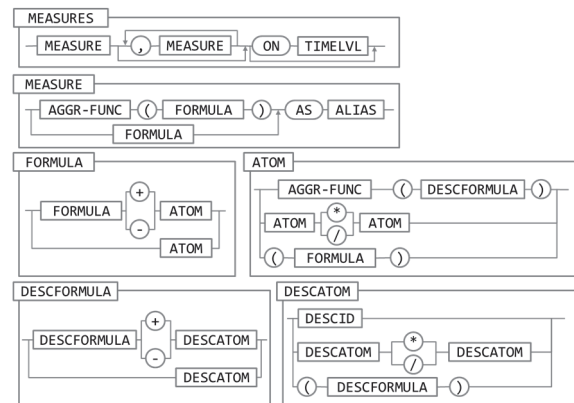 MEASURES
MEASURE , MEASURE ON TIMELVL
MEASURE
AGGR-FUNC ( FORMULA ) AS ALIAS
FORMULA
FORMULA
+
FORMULA ATOM
-
ATOM
ATOM
AGGR-FUNC ( DESCFORMULA )
*
ATOM ATOM
/
( FORMULA )
DESCFORMULA
+
DESCFORMULA DESCATOM
-
DESCATOM
DESCATOM
DESCID
*
DESCATOM DESCATOM
/
( DESCFORMULA )